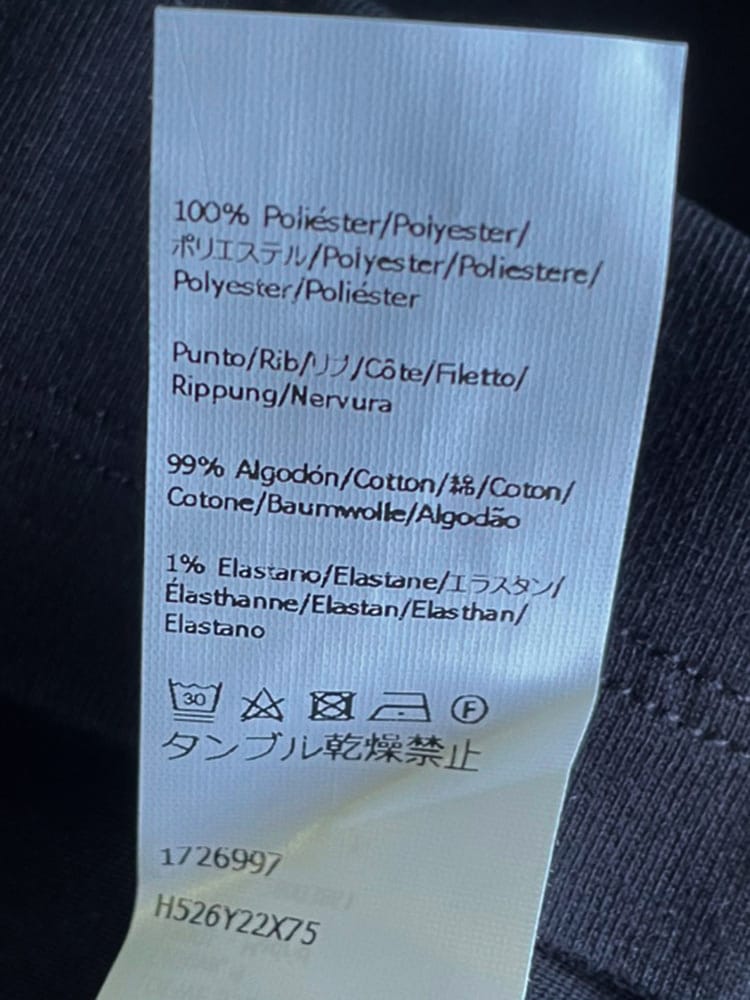 100% Poliéster/Polyester/
ポリエステル/Polyester/Poliestere/
Polyester/Poliéster
Punto/Rib/リブ/Côte/Filetto/
Rippung/Nervura
99% Algodón/Cotton/綿/Coton/
Cotone/Baumwolle/Algodão
1% Elastano/Elastane/エラスタン/
Élasthanne/Elastan/Elasthan/
Elastano
30 F
タンブル乾燥禁止
1726997
H526Y22X75